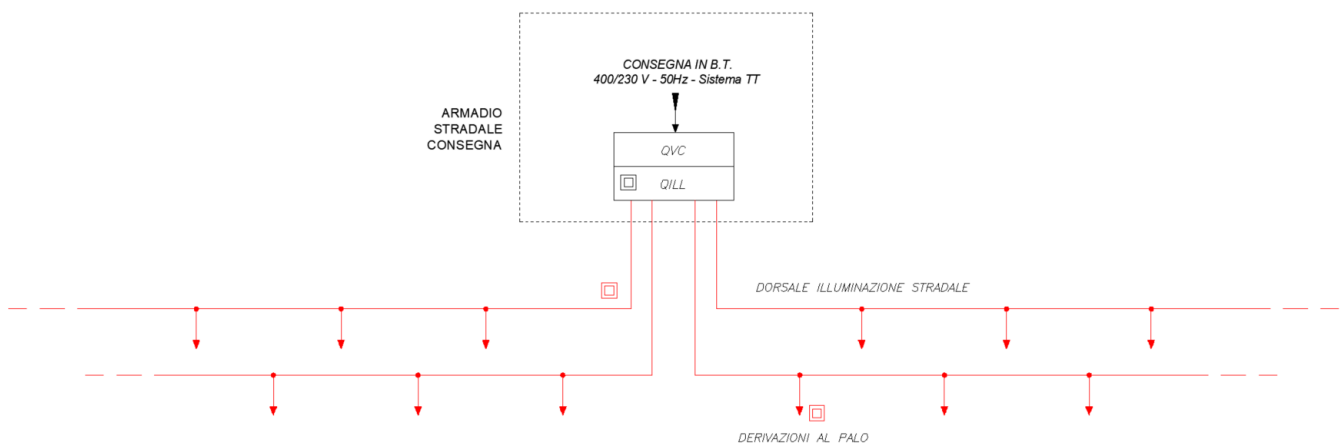 CONSEGNA IN B.T.
400/230 V - 50Hz - Sistema TT
ARMADIO
STRADALE
CONSEGNA
QVC
QILL
DORSALE ILLUMINAZIONE STRADALE
DERIVAZIONI AL PALO